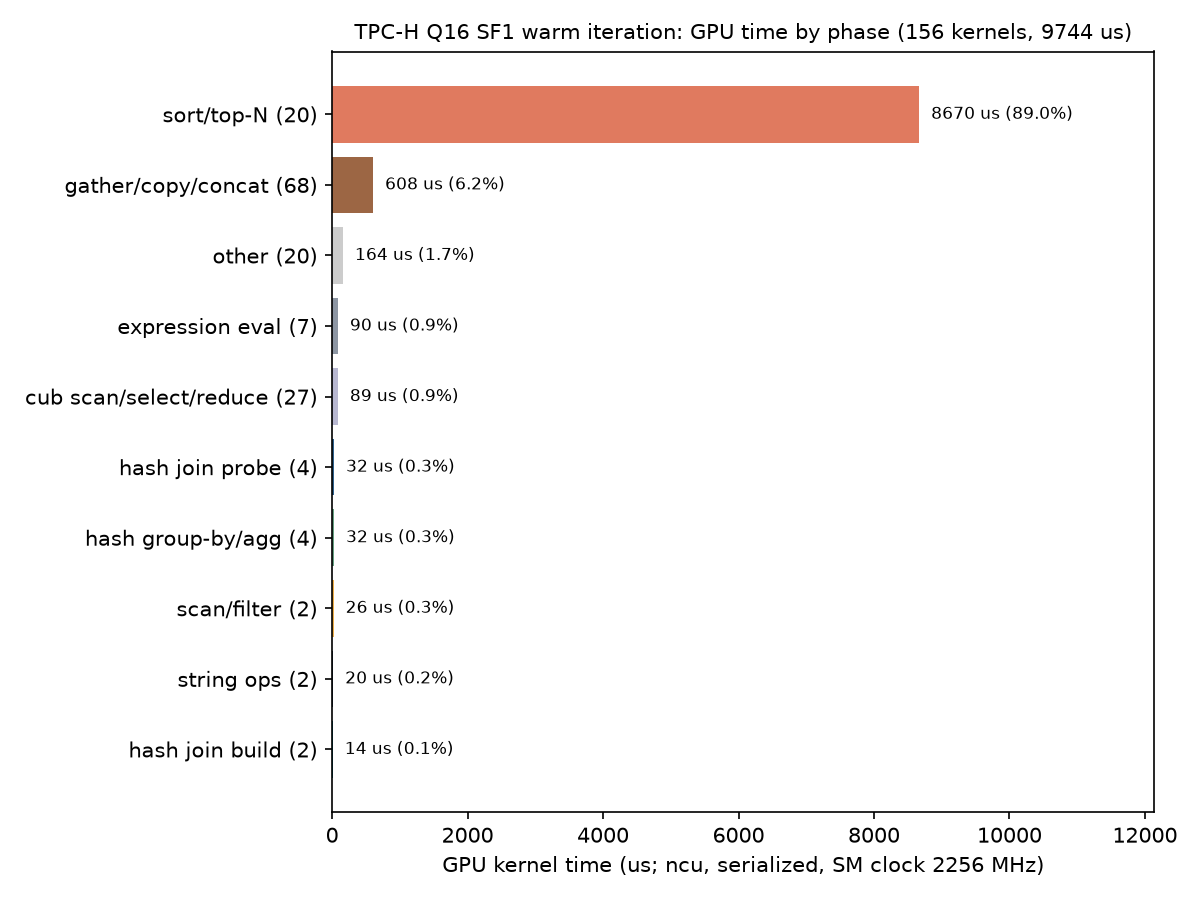 TPC-H Q16 SF1 warm iteration: GPU time by phase (156 kernels, 9744 us)
sort/top-N (20) 8670 us (89.0%)
gather/copy/concat (68) 608 us (6.2%)
other (20) 164 us (1.7%)
expression eval (7) 90 us (0.9%)
cub scan/select/reduce (27) 89 us (0.9%)
hash join probe (4) 32 us (0.3%)
hash group-by/agg (4) 32 us (0.3%)
scan/filter (2) 26 us (0.3%)
string ops (2) 20 us (0.2%)
hash join build (2) 14 us (0.1%)
0 2000 4000 6000 8000 10000 12000
GPU kernel time (us; ncu, serialized, SM clock 2256 MHz)